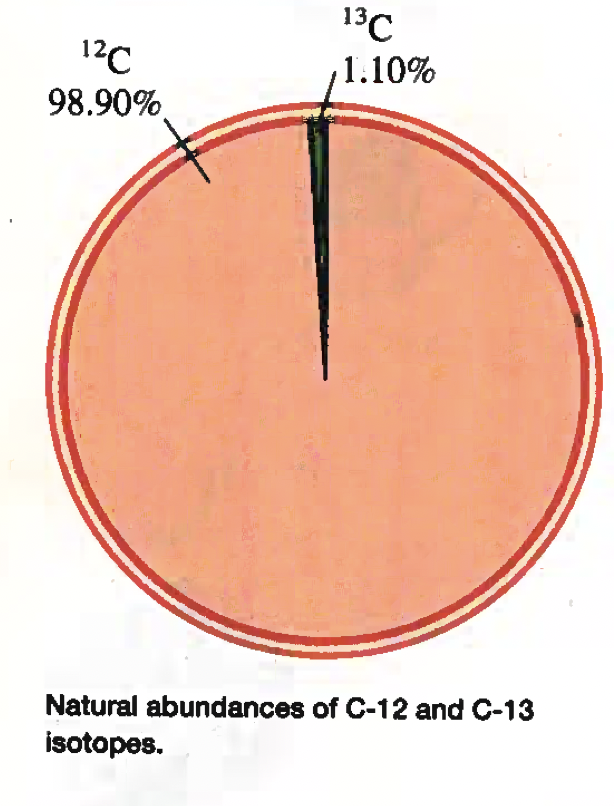 ¹³C
1.10%
¹²C
98.90%
Natural abundances of C-12 and C-13
isotopes.